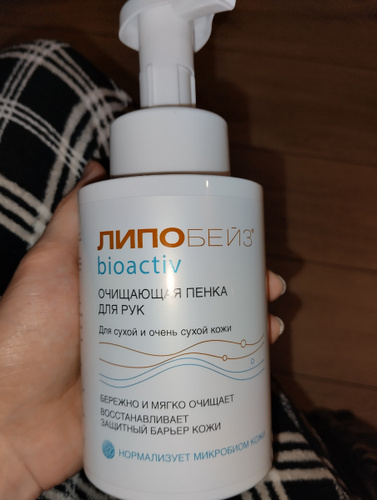 ЛИПОБЕЙЗ®
bioactiv
ОЧИЩАЮЩАЯ ПЕНКА
ДЛЯ РУК
Для сухой и очень сухой кожи
БЕРЕЖНО И МЯГКО ОЧИЩАЕТ
ВОССТАНАВЛИВАЕТ
ЗАЩИТНЫЙ БАРЬЕР КОЖИ
НОРМАЛИЗУЕТ МИКРОБИОМ КОЖИ